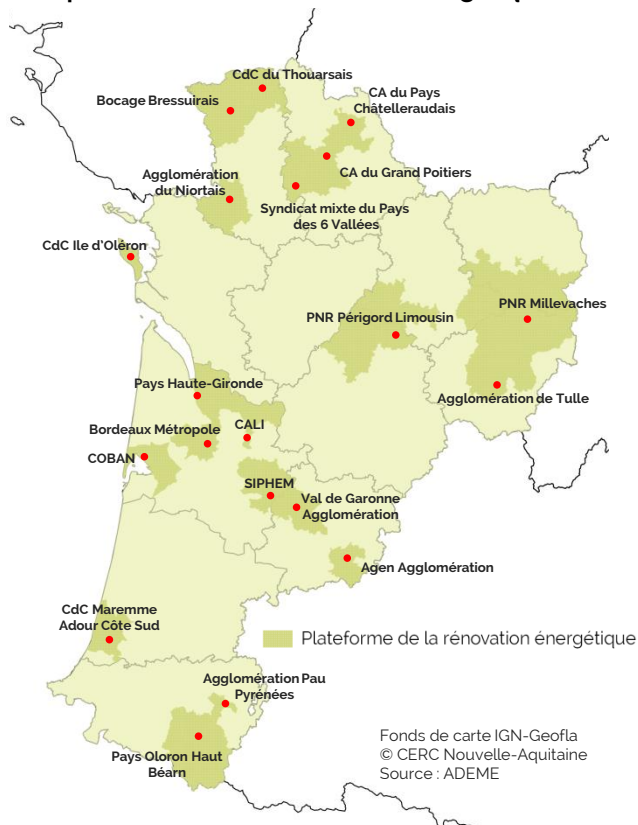 CdC du Thouarsais
Bocage Bressuirais
CA du Pays
Châtelleraudais
Agglomération
du Niortais
CA du Grand Poitiers
Syndicat mixte du Pays
des 6 Vallées
CdC Ile d'Oléron
PNR Périgord Limousin
PNR Millevaches
Agglomération de Tulle
Pays Haute-Gironde
Bordeaux Métropole
CALI
COBAN
SIPHEM
Val de Garonne
Agglomération
Agen Agglomération
CdC Maremme
Adour Côte Sud
Plateforme de la rénovation énergétique
Agglomération Pau
Pyrénées
Pays Oloron Haut
Béarn
Fonds de carte IGN-Geofla
© CERC Nouvelle-Aquitaine
Source : ADEME